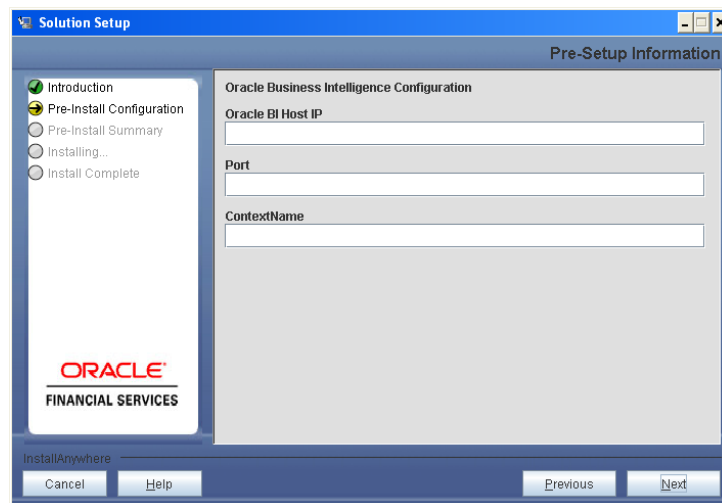 Solution Setup
Pre-Setup Information
Introduction
Pre-Install Configuration
Pre-Install Summary
Installing...
Install Complete
ORACLE
FINANCIAL SERVICES
Oracle Business Intelligence Configuration
Oracle BI Host IP
Port
ContextName
InstallAnywhere
Cancel
Help
Previous
Next